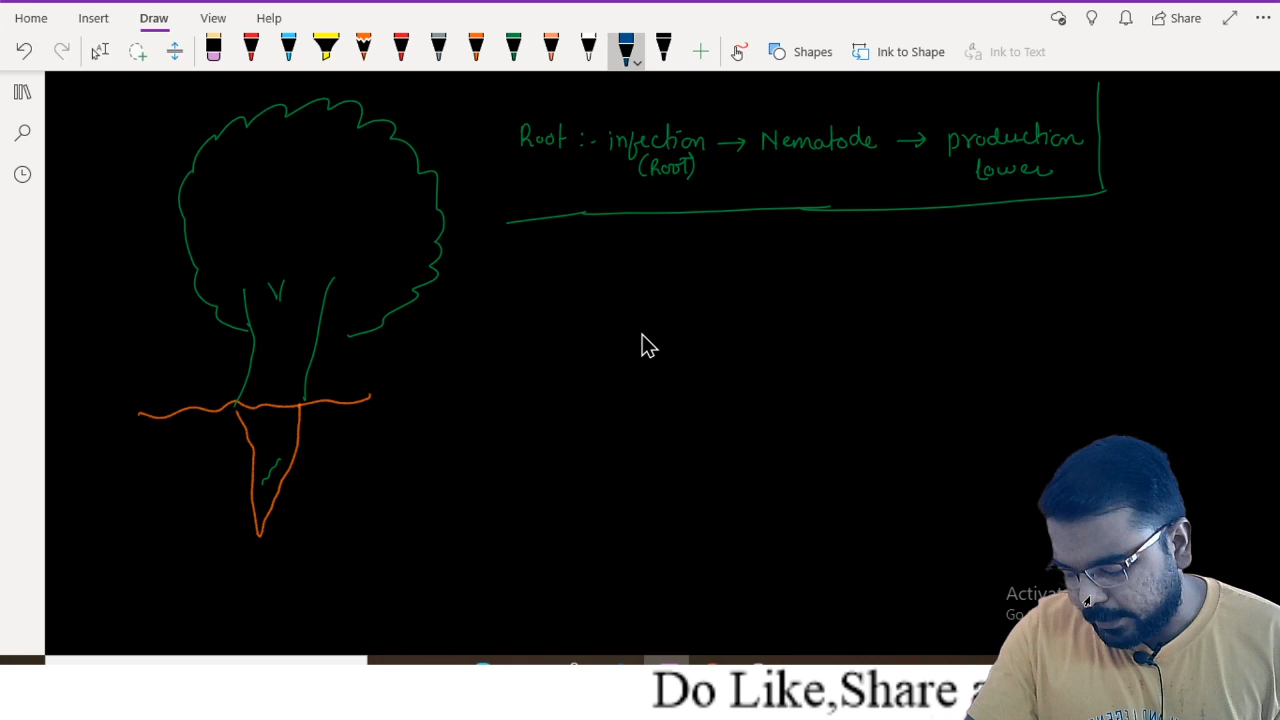 Home Insert Draw View Help Share
Shapes Ink to Shape Ink to Text
Root :- infection → Nematode → production
(Root) Lower
Do Like,Share